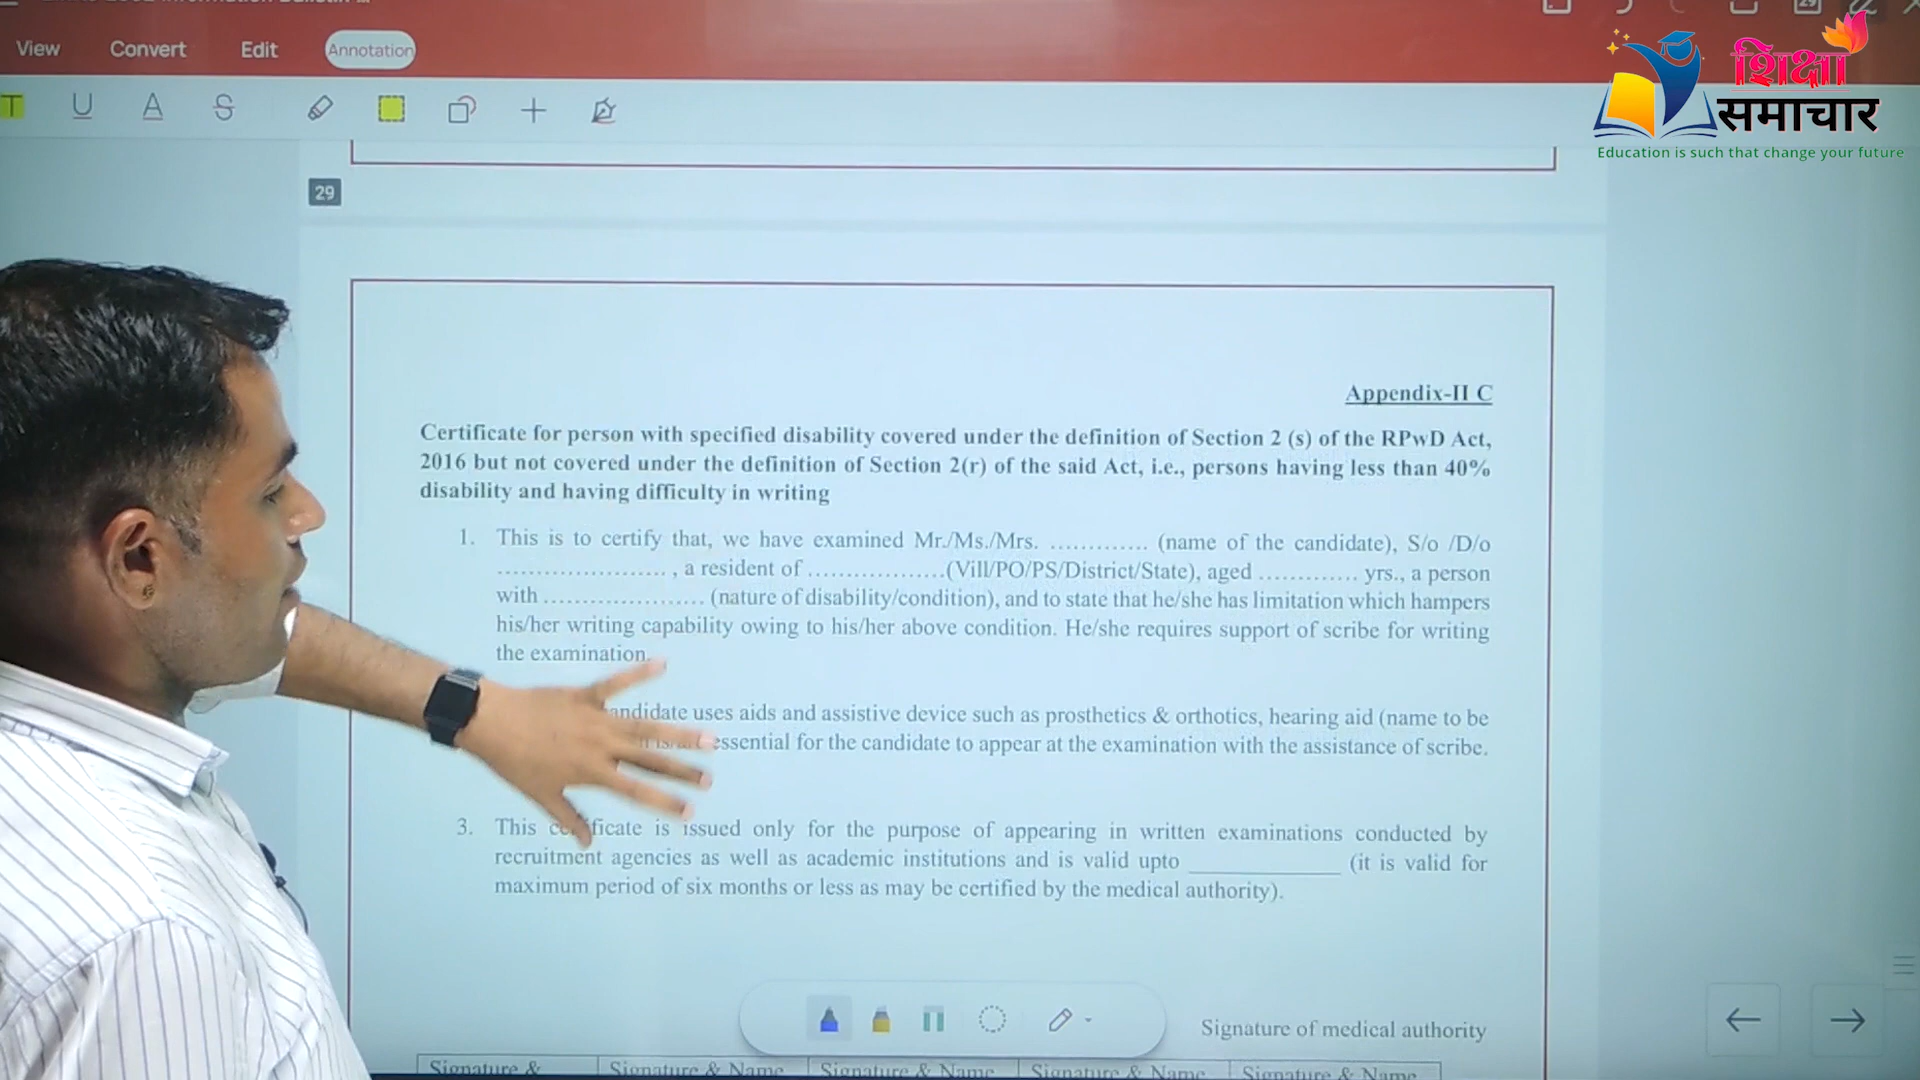 View Convert Edit Annotation
शिक्षा
समाचार
Education is such that change your future
29
Appendix-II C
Certificate for person with specified disability covered under the definition of Section 2 (s) of the RPwD Act,
2016 but not covered under the definition of Section 2(r) of the said Act, i.e., persons having less than 40%
disability and having difficulty in writing
1. This is to certify that, we have examined Mr./Ms./Mrs. ............. (name of the candidate), S/o /D/o
......................., a resident of ..................(Vill/PO/PS/District/State), aged ............. yrs., a person
with ...................... (nature of disability/condition), and to state that he/she has limitation which hampers
his/her writing capability owing to his/her above condition. He/she requires support of scribe for writing
the examination.
uses aids and assistive device such as prosthetics & orthotics, hearing aid (name to be
essential for the candidate to appear at the examination with the assistance of scribe.
3. This certificate is issued only for the purpose of appearing in written examinations conducted by
recruitment agencies as well as academic institutions and is valid upto ____________ (it is valid for
maximum period of six months or less as may be certified by the medical authority).
Signature of medical authority
Signature & Signature & Name Signature & Name Signature & Name Signature & Name